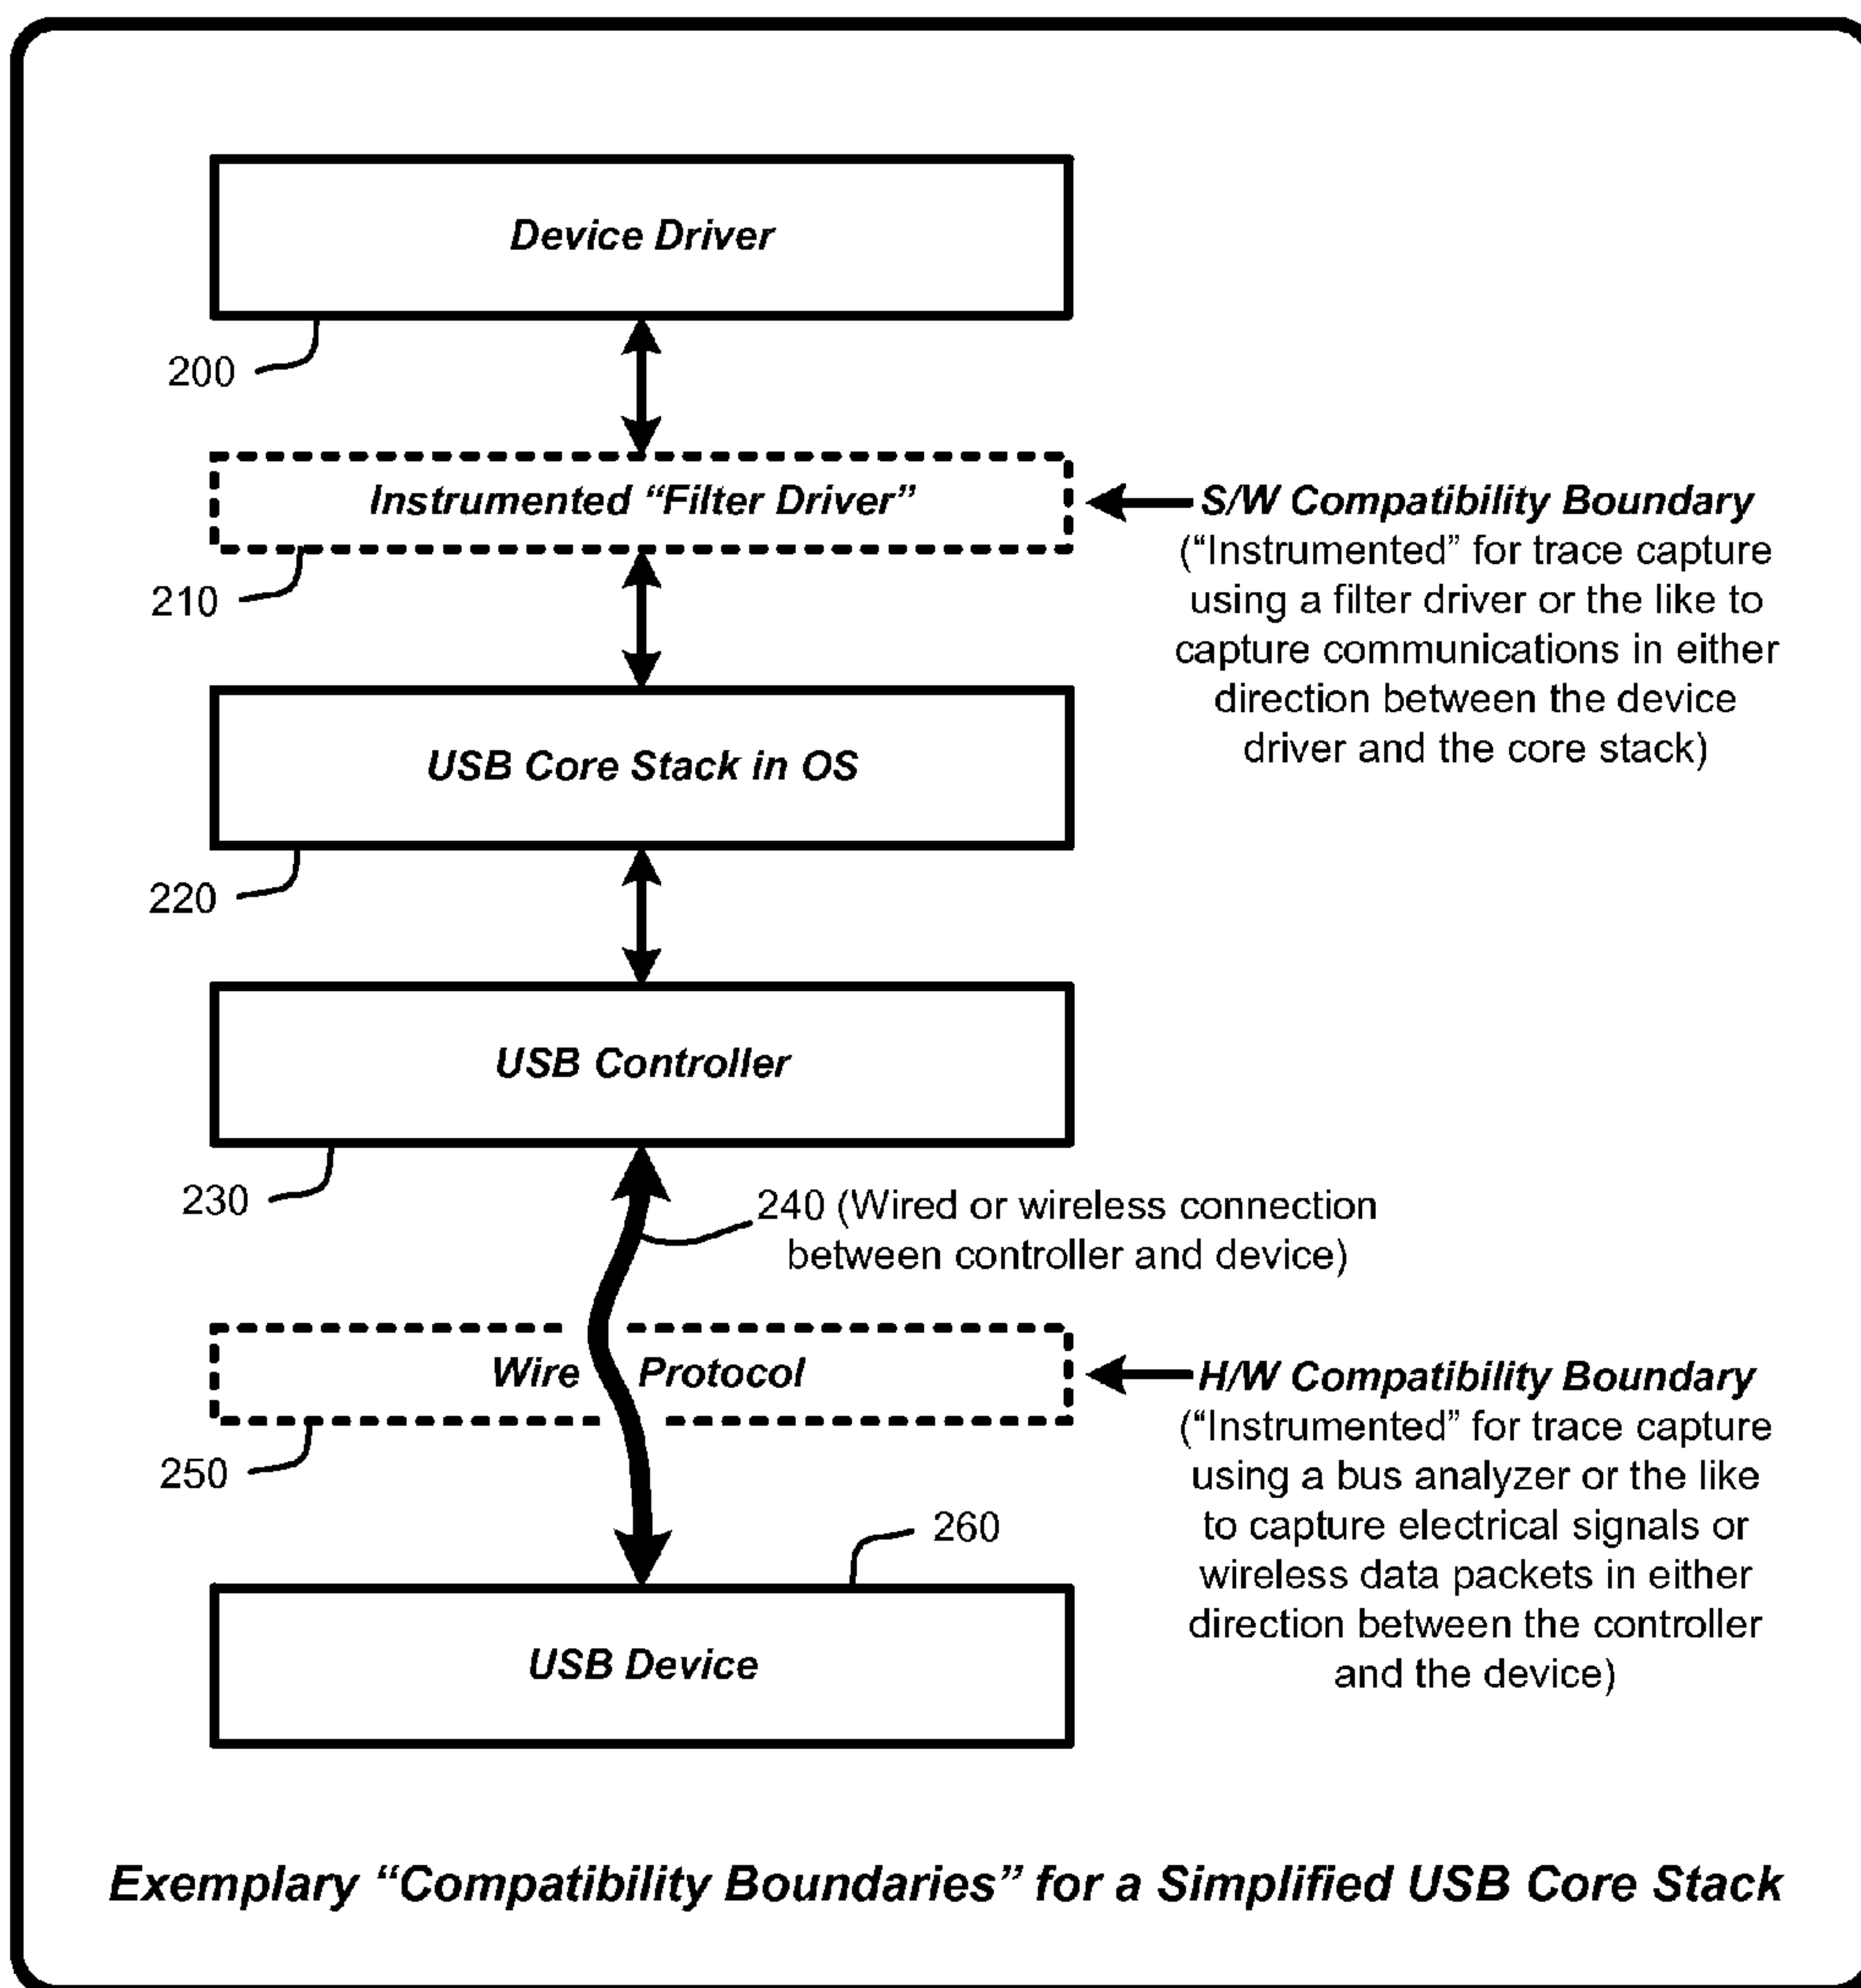 Device Driver
200
Instrumented “Filter Driver”
S/W Compatibility Boundary
(“Instrumented” for trace capture
using a filter driver or the like to
capture communications in either
direction between the device
driver and the core stack)
210
USB Core Stack in OS
220
USB Controller
230
240 (Wired or wireless connection
between controller and device)
Wire Protocol
H/W Compatibility Boundary
(“Instrumented” for trace capture
using a bus analyzer or the like
to capture electrical signals or
wireless data packets in either
direction between the controller
and the device)
250
260
USB Device
Exemplary “Compatibility Boundaries” for a Simplified USB Core Stack